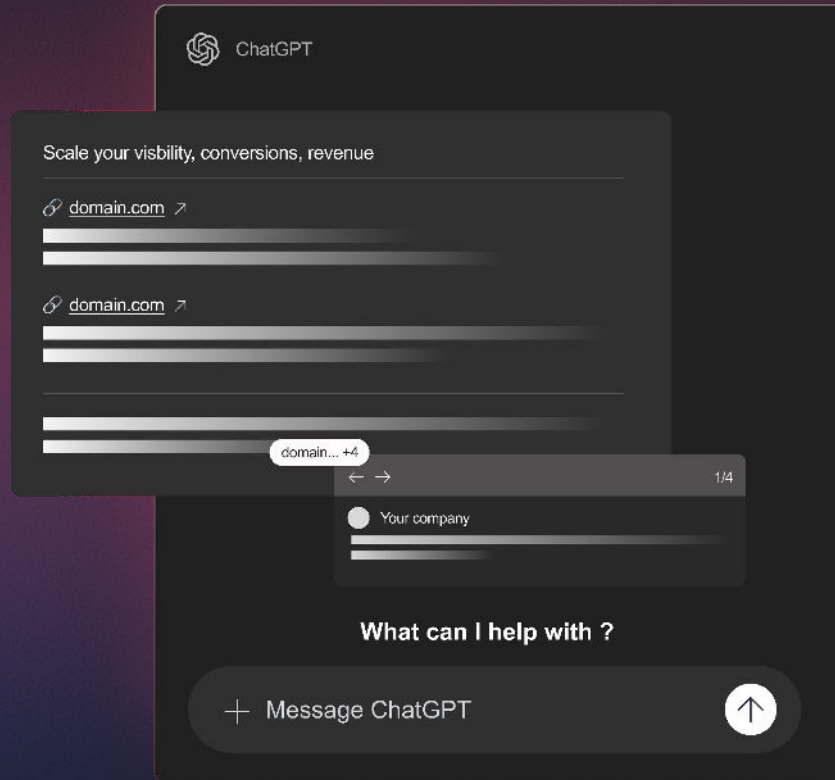 ChatGPT
Scale your visbility, conversions, revenue
domain.com
domain.com
domain... +4
1/4
Your company
What can I help with ?
Message ChatGPT